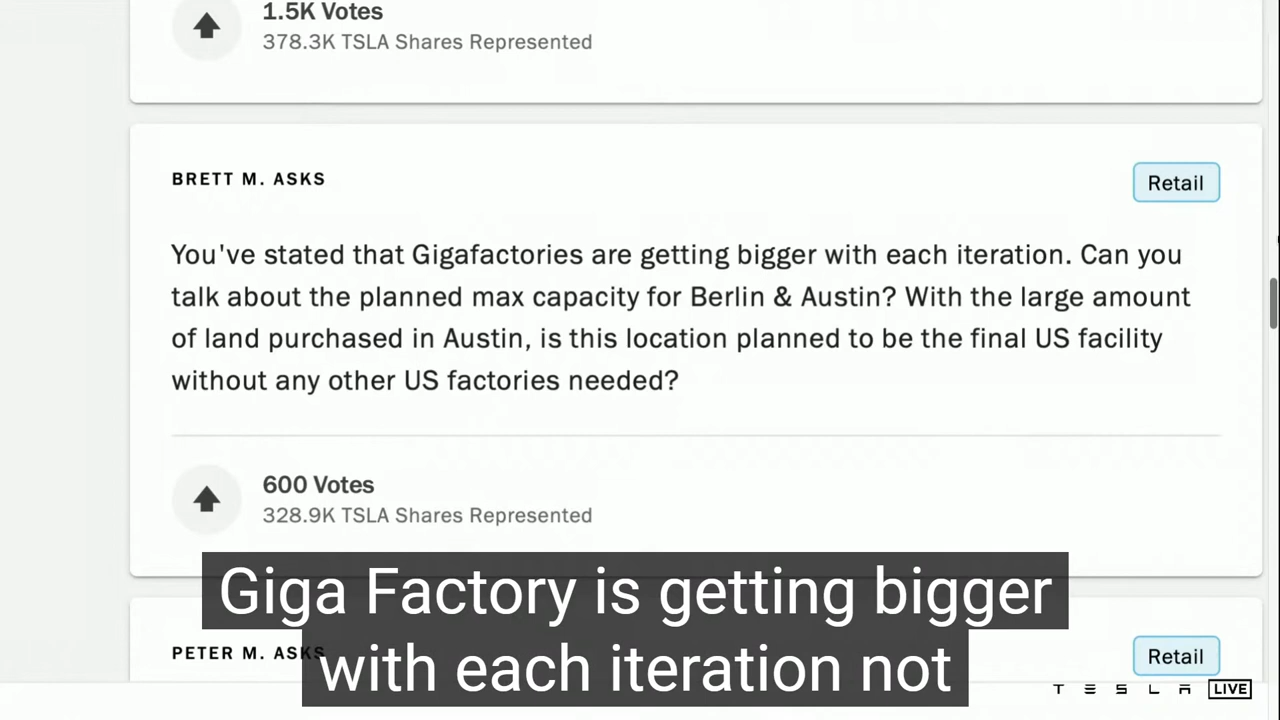 1.5K Votes
378.3K TSLA Shares Represented
BRETT M. ASKS
Retail
You've stated that Gigafactories are getting bigger with each iteration. Can you
talk about the planned max capacity for Berlin & Austin? With the large amount
of land purchased in Austin, is this location planned to be the final US facility
without any other US factories needed?
600 Votes
328.9K TSLA Shares Represented
Giga Factory is getting bigger
with each iteration not
PETER M. ASKS
Retail
TESLA LIVE